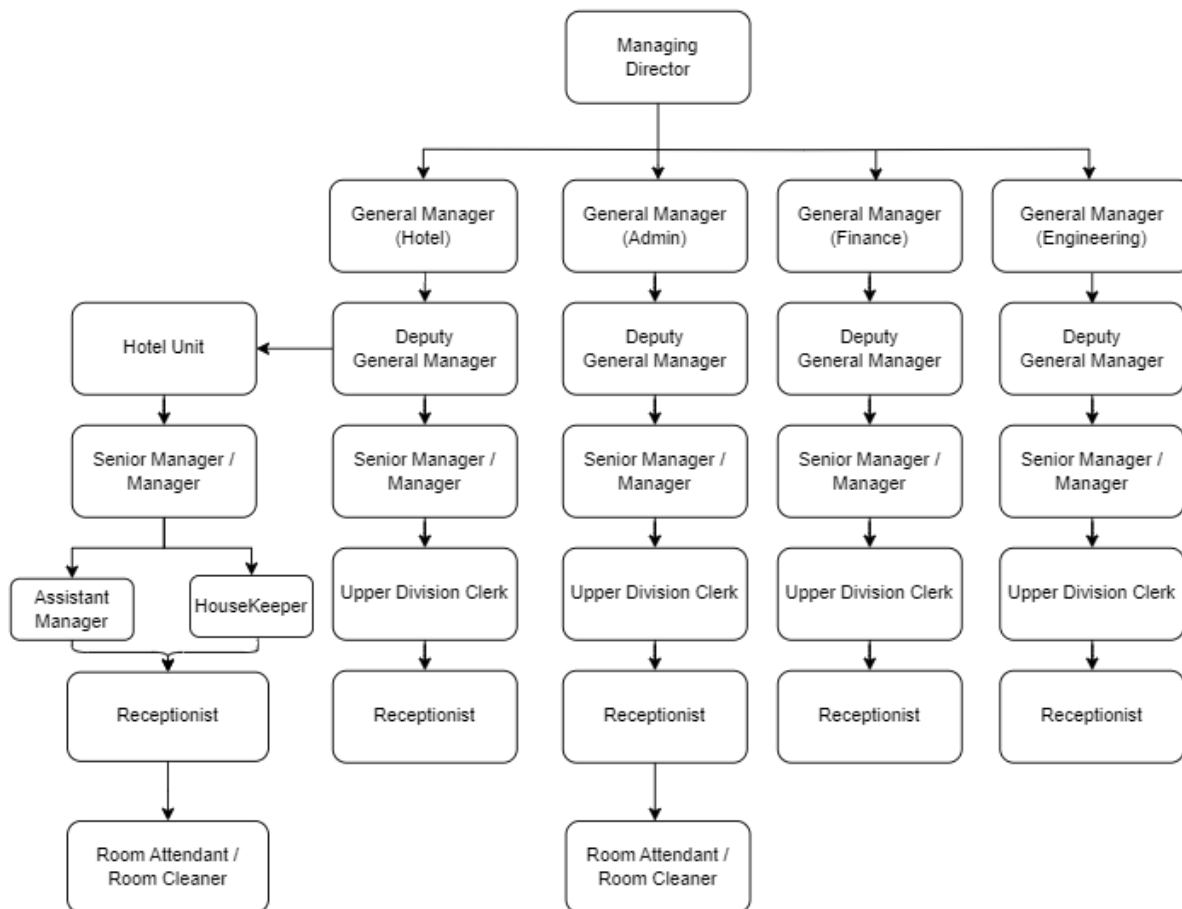 Managing
Director
General Manager
(Hotel)
General Manager
(Admin)
General Manager
(Finance)
General Manager
(Engineering)
Hotel Unit
Deputy
General Manager
Deputy
General Manager
Deputy
General Manager
Deputy
General Manager
Senior Manager /
Manager
Senior Manager /
Manager
Senior Manager /
Manager
Senior Manager /
Manager
Senior Manager /
Manager
Assistant
Manager
HouseKeeper
Upper Division Clerk
Upper Division Clerk
Upper Division Clerk
Upper Division Clerk
Receptionist
Receptionist
Receptionist
Receptionist
Receptionist
Room Attendant /
Room Cleaner
Room Attendant /
Room Cleaner